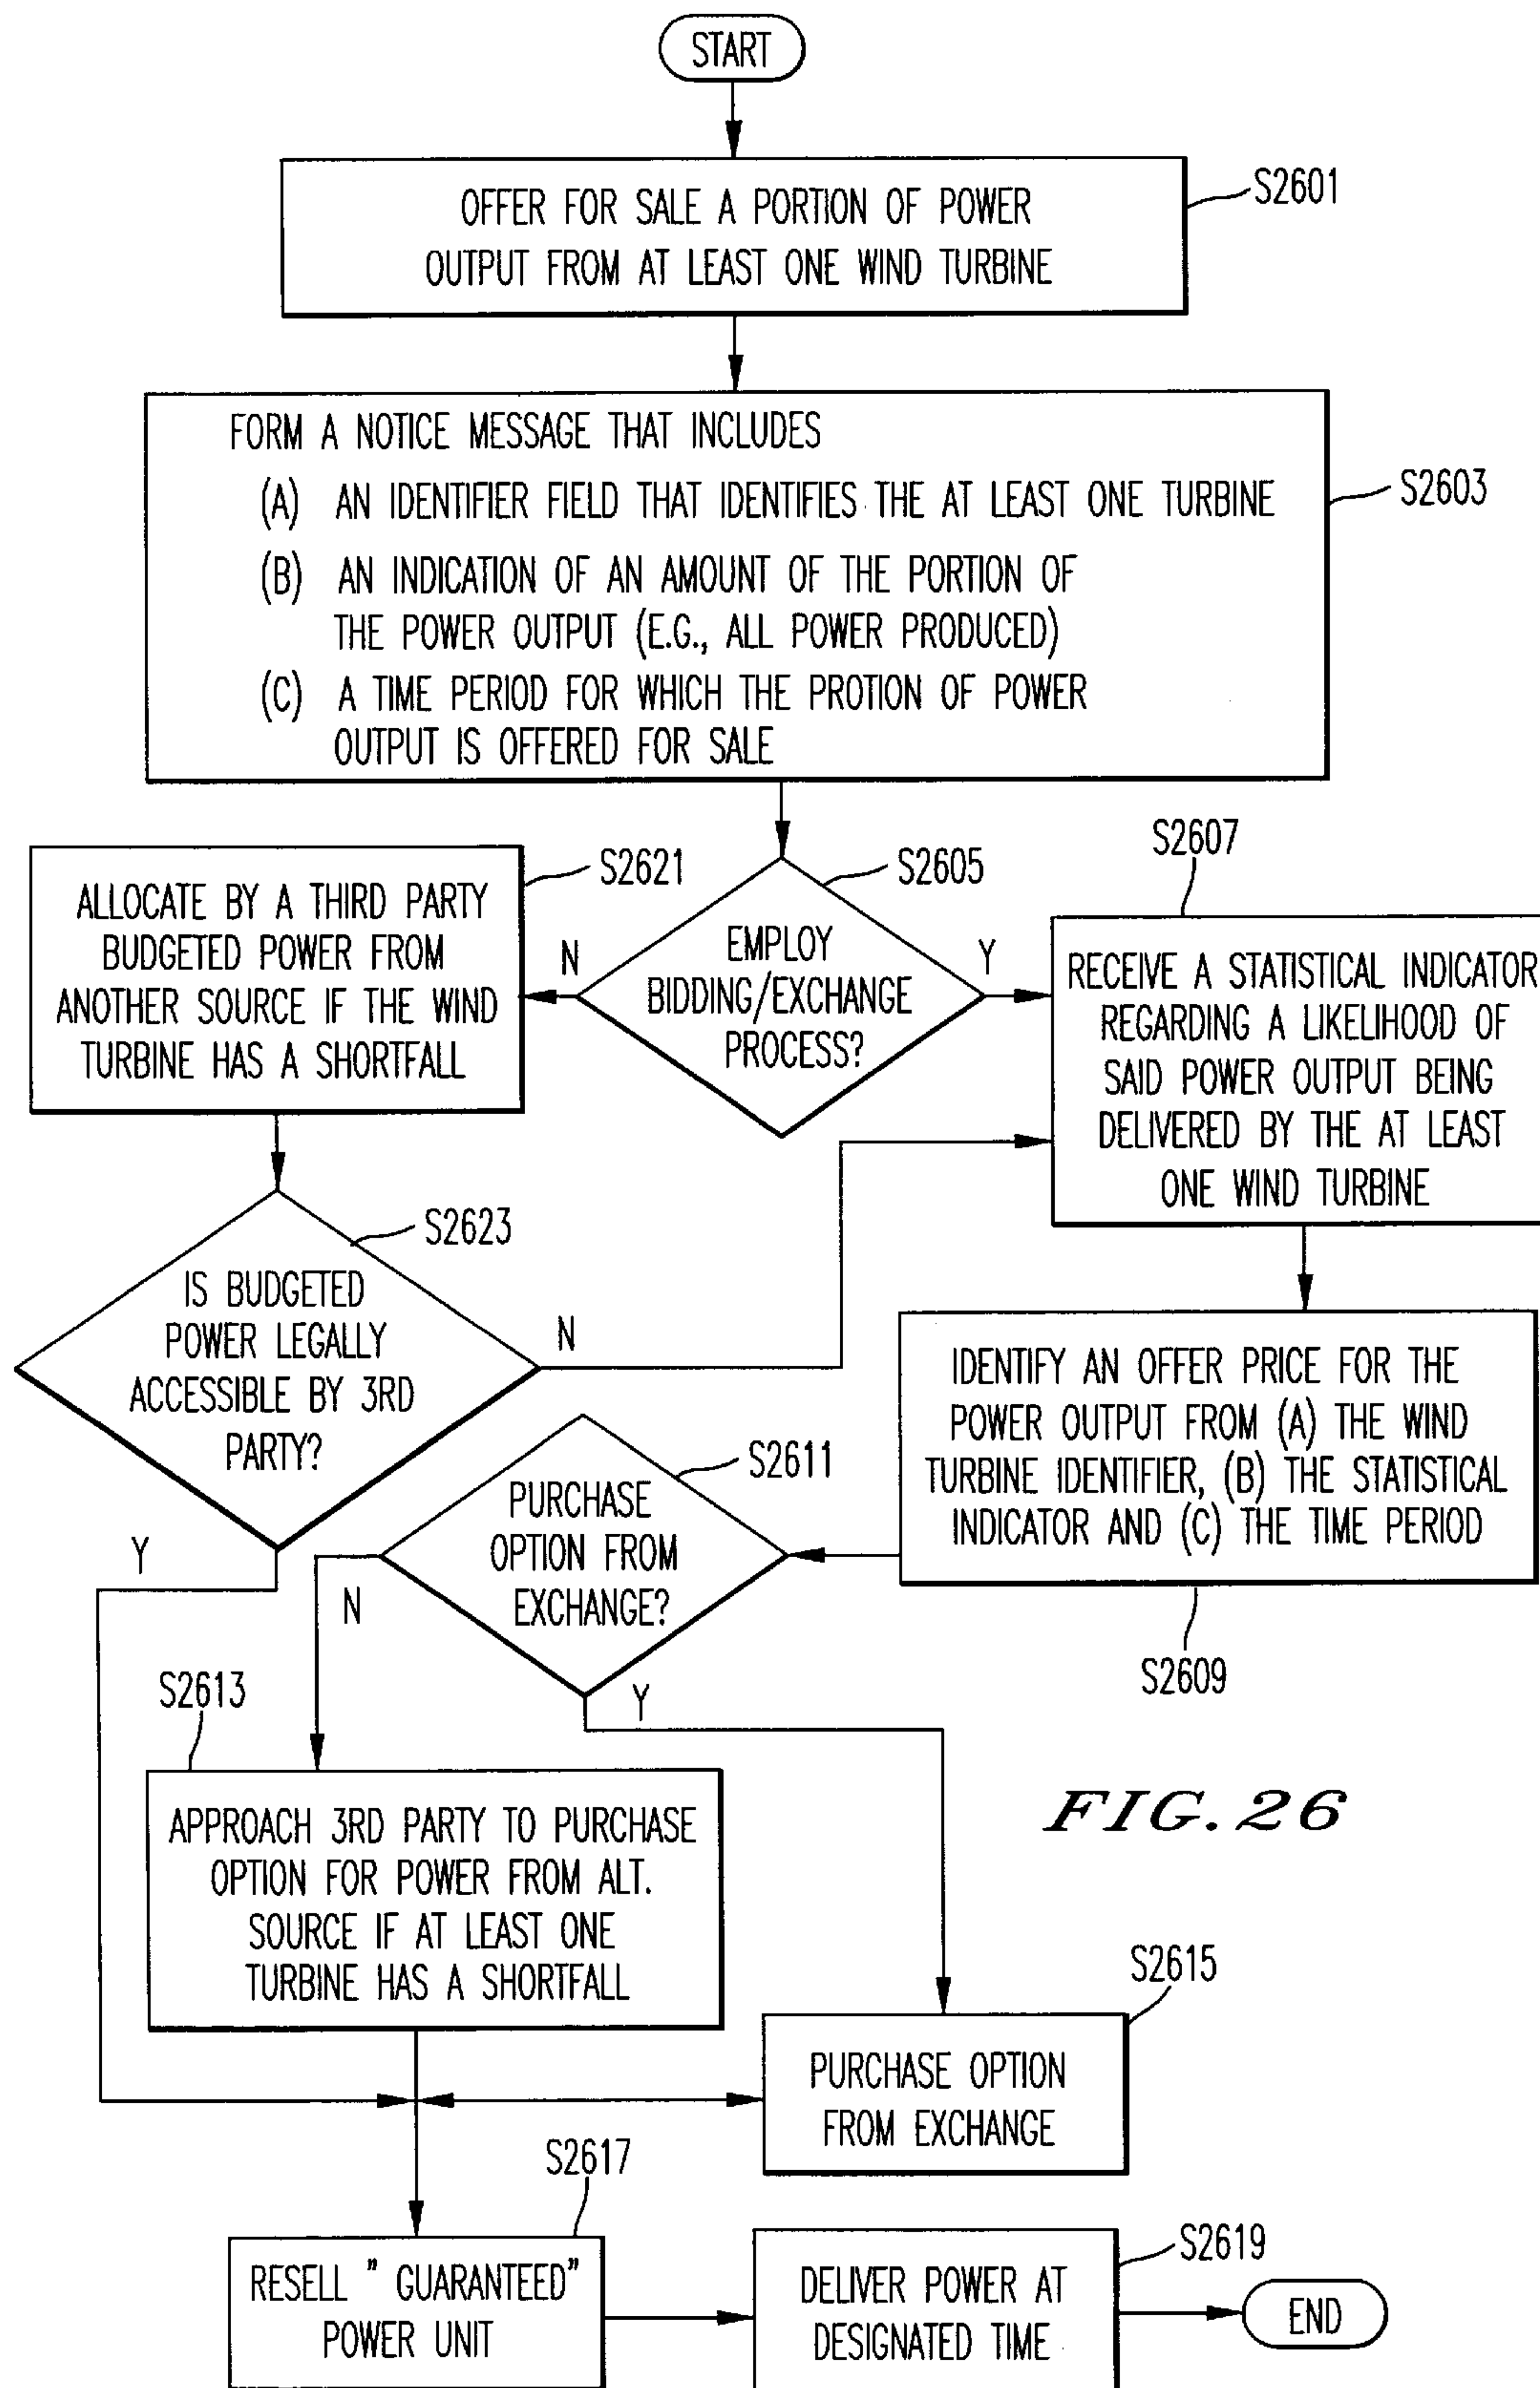 START
OFFER FOR SALE A PORTION OF POWER
OUTPUT FROM AT LEAST ONE WIND TURBINE
S2601
FORM A NOTICE MESSAGE THAT INCLUDES
(A) AN IDENTIFIER FIELD THAT IDENTIFIES THE AT LEAST ONE TURBINE
(B) AN INDICATION OF AN AMOUNT OF THE PORTION OF
THE POWER OUTPUT (E.G., ALL POWER PRODUCED)
(C) A TIME PERIOD FOR WHICH THE PROTION OF POWER
OUTPUT IS OFFERED FOR SALE
S2603
S2605
EMPLOY
BIDDING/EXCHANGE
PROCESS?
N
Y
S2621
ALLOCATE BY A THIRD PARTY
BUDGETED POWER FROM
ANOTHER SOURCE IF THE WIND
TURBINE HAS A SHORTFALL
S2607
RECEIVE A STATISTICAL INDICATOR
REGARDING A LIKELIHOOD OF
SAID POWER OUTPUT BEING
DELIVERED BY THE AT LEAST
ONE WIND TURBINE
S2623
IS BUDGETED
POWER LEGALLY
ACCESSIBLE BY 3RD
PARTY?
N
Y
IDENTIFY AN OFFER PRICE FOR THE
POWER OUTPUT FROM (A) THE WIND
TURBINE IDENTIFIER, (B) THE STATISTICAL
INDICATOR AND (C) THE TIME PERIOD
S2609
S2611
PURCHASE
OPTION FROM
EXCHANGE?
N
Y
S2613
APPROACH 3RD PARTY TO PURCHASE
OPTION FOR POWER FROM ALT.
SOURCE IF AT LEAST ONE
TURBINE HAS A SHORTFALL
FIG. 26
S2615
PURCHASE OPTION
FROM EXCHANGE
S2617
RESELL " GUARANTEED"
POWER UNIT
S2619
DELIVER POWER AT
DESIGNATED TIME
END